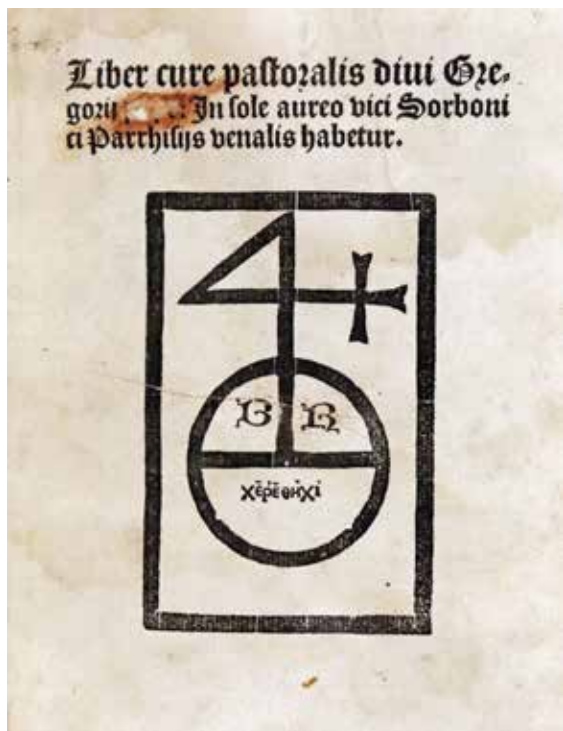 Liber cure pastoralis diui Gre-
gorij In sole aureo vici Sorboni
ci Parrhisijs venalis habetur.
B R